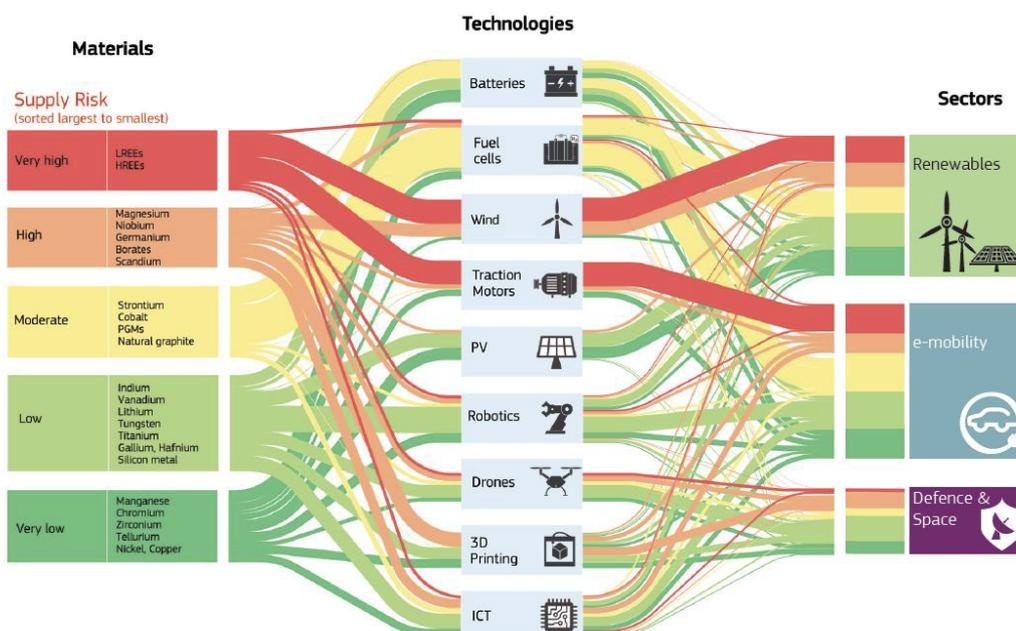 Technologies
Materials
Sectors
Supply Risk
(sorted largest to smallest)
Very high
LREEs
HREEs
High
Magnesium
Niobium
Germanium
Borates
Scandium
Moderate
Strontium
Cobalt
PGMs
Natural graphite
Low
Indium
Vanadium
Lithium
Tungsten
Titanium
Gallium, Hafnium
Silicon metal
Very low
Manganese
Chromium
Zirconium
Tellurium
Nickel, Copper
Batteries
Fuel
cells
Wind
Traction
Motors
PV
Robotics
Drones
3D
Printing
ICT
Renewables
e-mobility
Defence &
Space